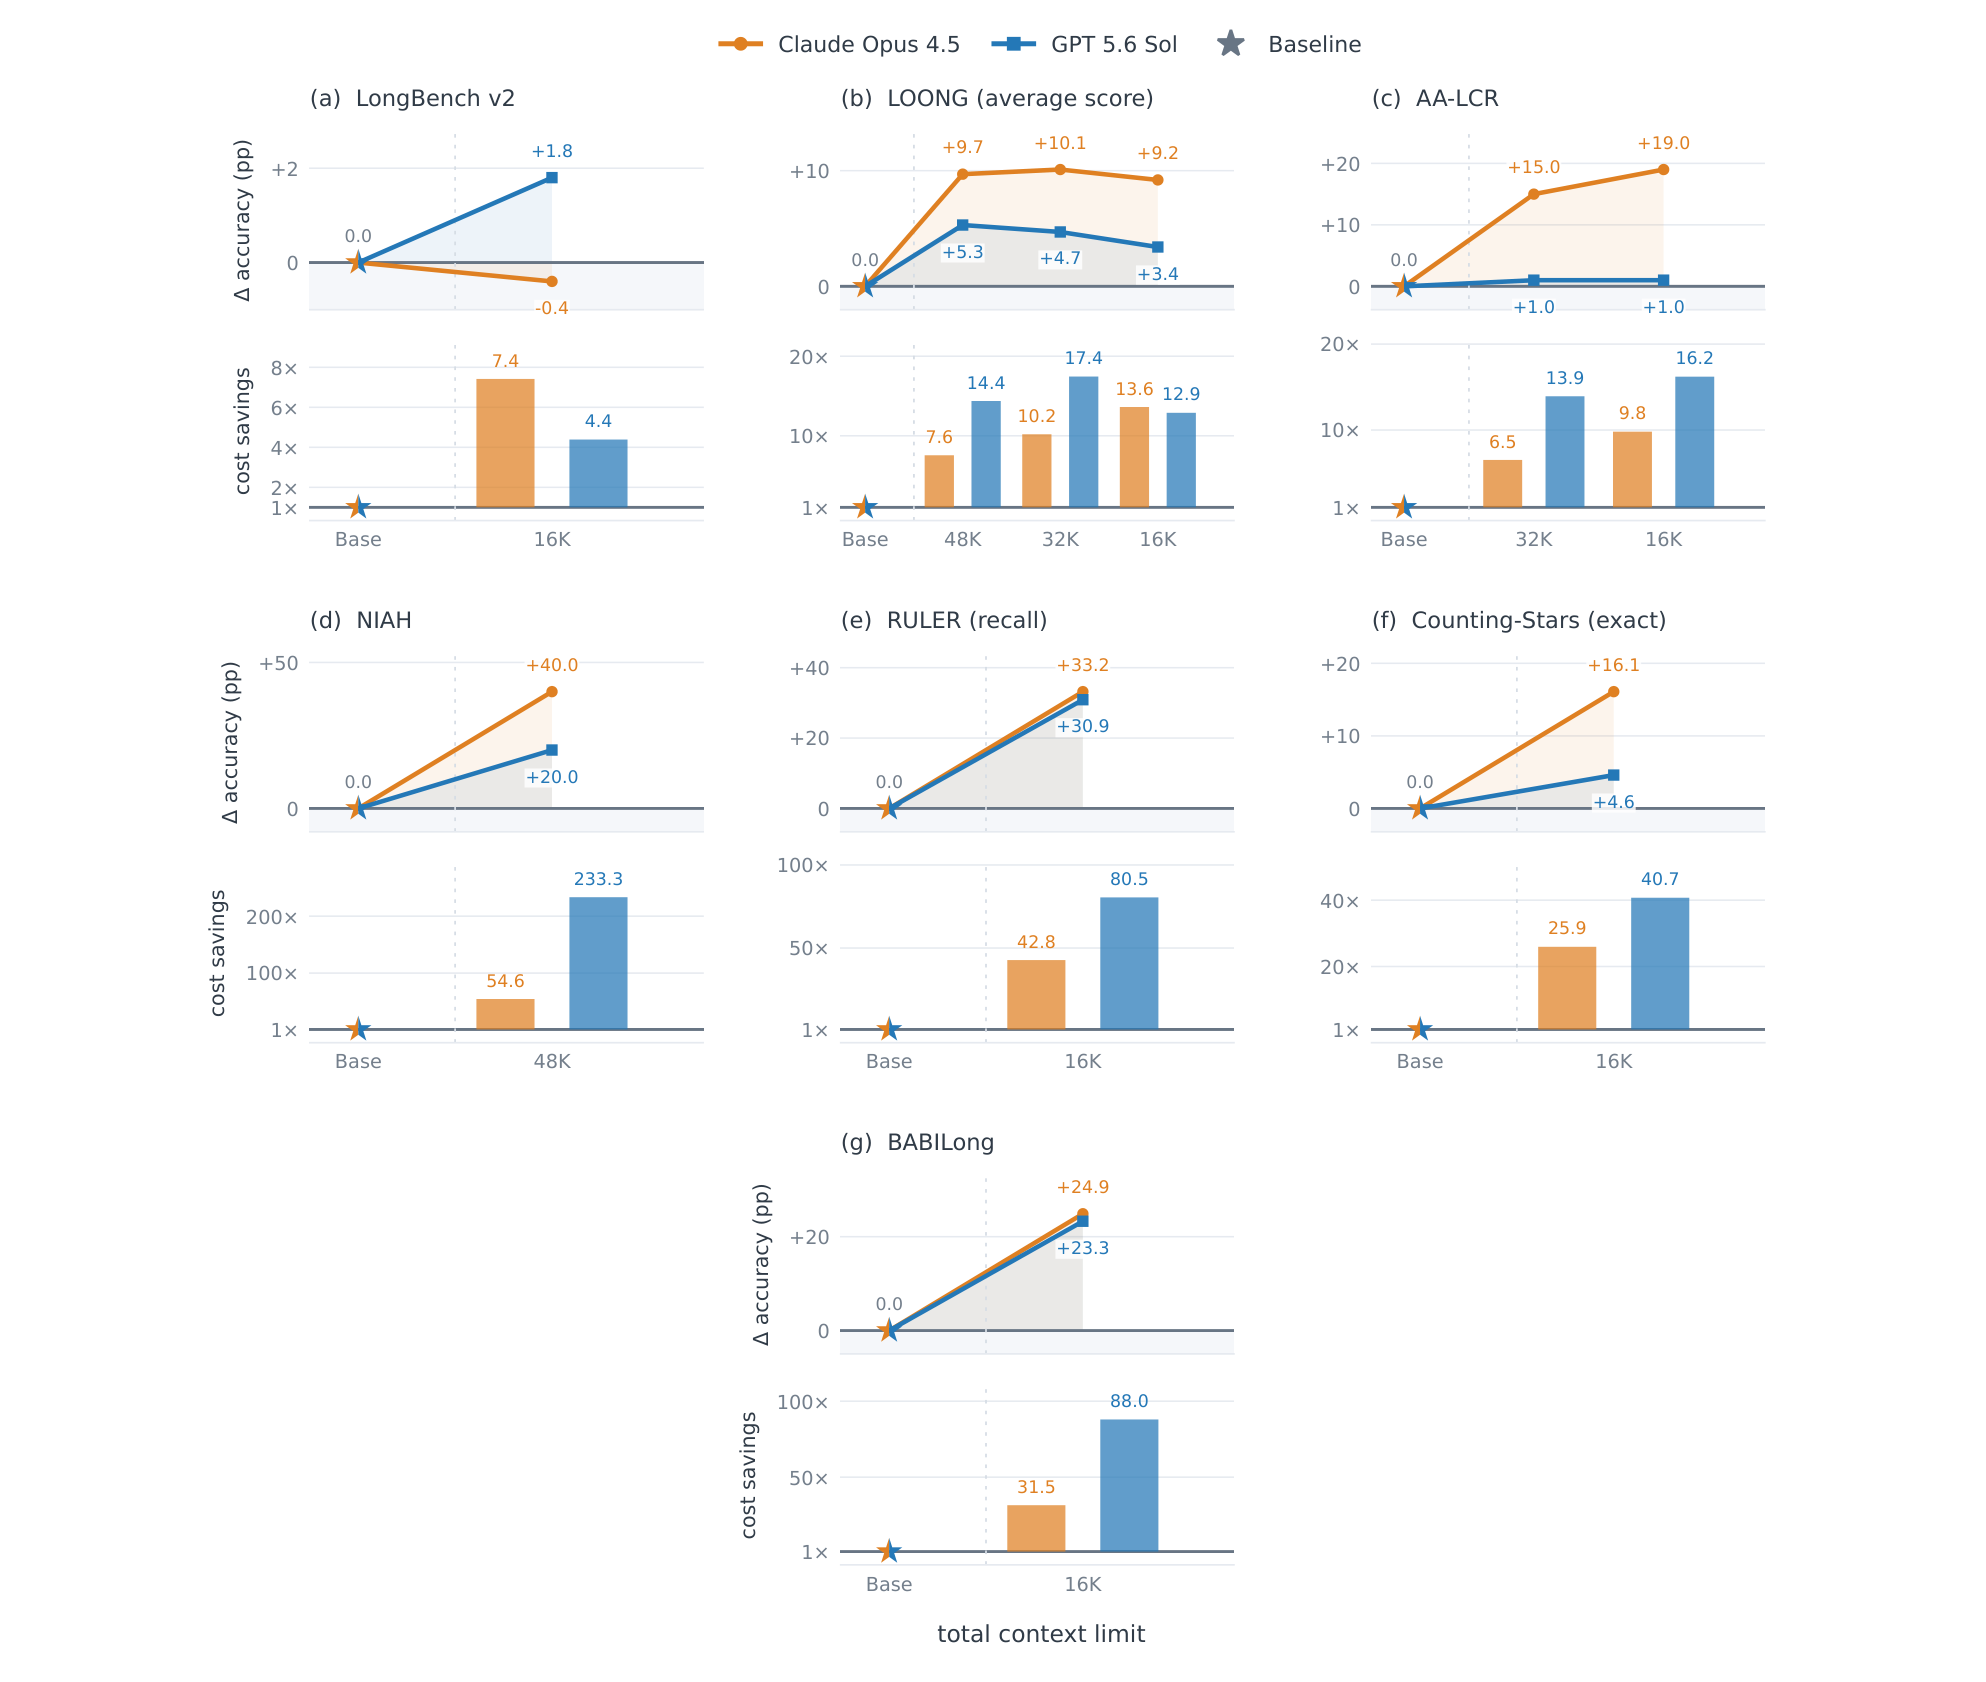 Claude Opus 4.5 GPT 5.6 Sol Baseline
(a) LongBench v2
Δ accuracy (pp)
+2
0
0.0
+1.8
-0.4
cost savings
8×
6×
4×
2×
1×
7.4
4.4
Base 16K
(b) LOONG (average score)
+10
0
0.0
+9.7 +10.1 +9.2
+5.3 +4.7 +3.4
20×
10×
1×
7.6 14.4 10.2 17.4 13.6 12.9
Base 48K 32K 16K
(c) AA-LCR
+20
+10
0
0.0
+15.0 +19.0
+1.0 +1.0
20×
10×
1×
6.5 13.9 9.8 16.2
Base 32K 16K
(d) NIAH
Δ accuracy (pp)
+50
0
0.0
+40.0
+20.0
cost savings
200×
100×
1×
54.6 233.3
Base 48K
(e) RULER (recall)
+40
+20
0
0.0
+33.2
+30.9
100×
50×
1×
42.8 80.5
Base 16K
(f) Counting-Stars (exact)
+20
+10
0
0.0
+16.1
+4.6
40×
20×
1×
25.9 40.7
Base 16K
(g) BABILong
Δ accuracy (pp)
+20
0
0.0
+24.9
+23.3
cost savings
100×
50×
1×
31.5 88.0
Base 16K
total context limit